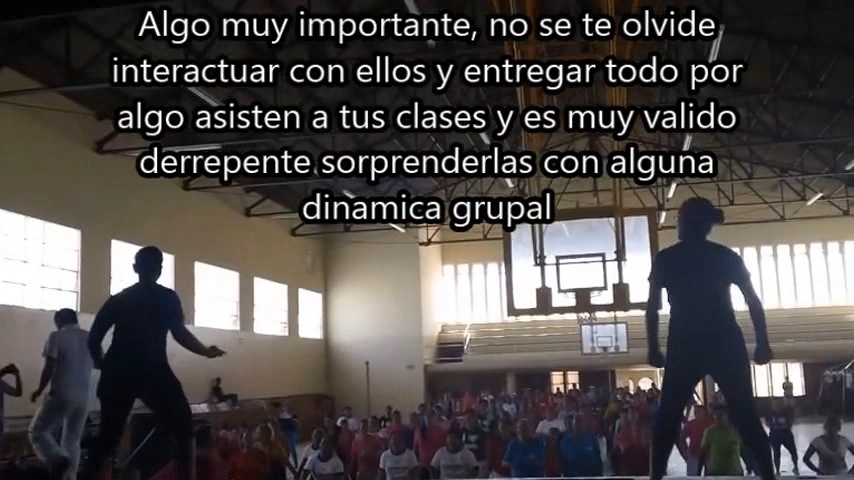 Algo muy importante, no se te olvide
interactuar con ellos y entregar todo por
algo asisten a tus clases y es muy valido
derrepente sorprenderlas con alguna
dinamica grupal